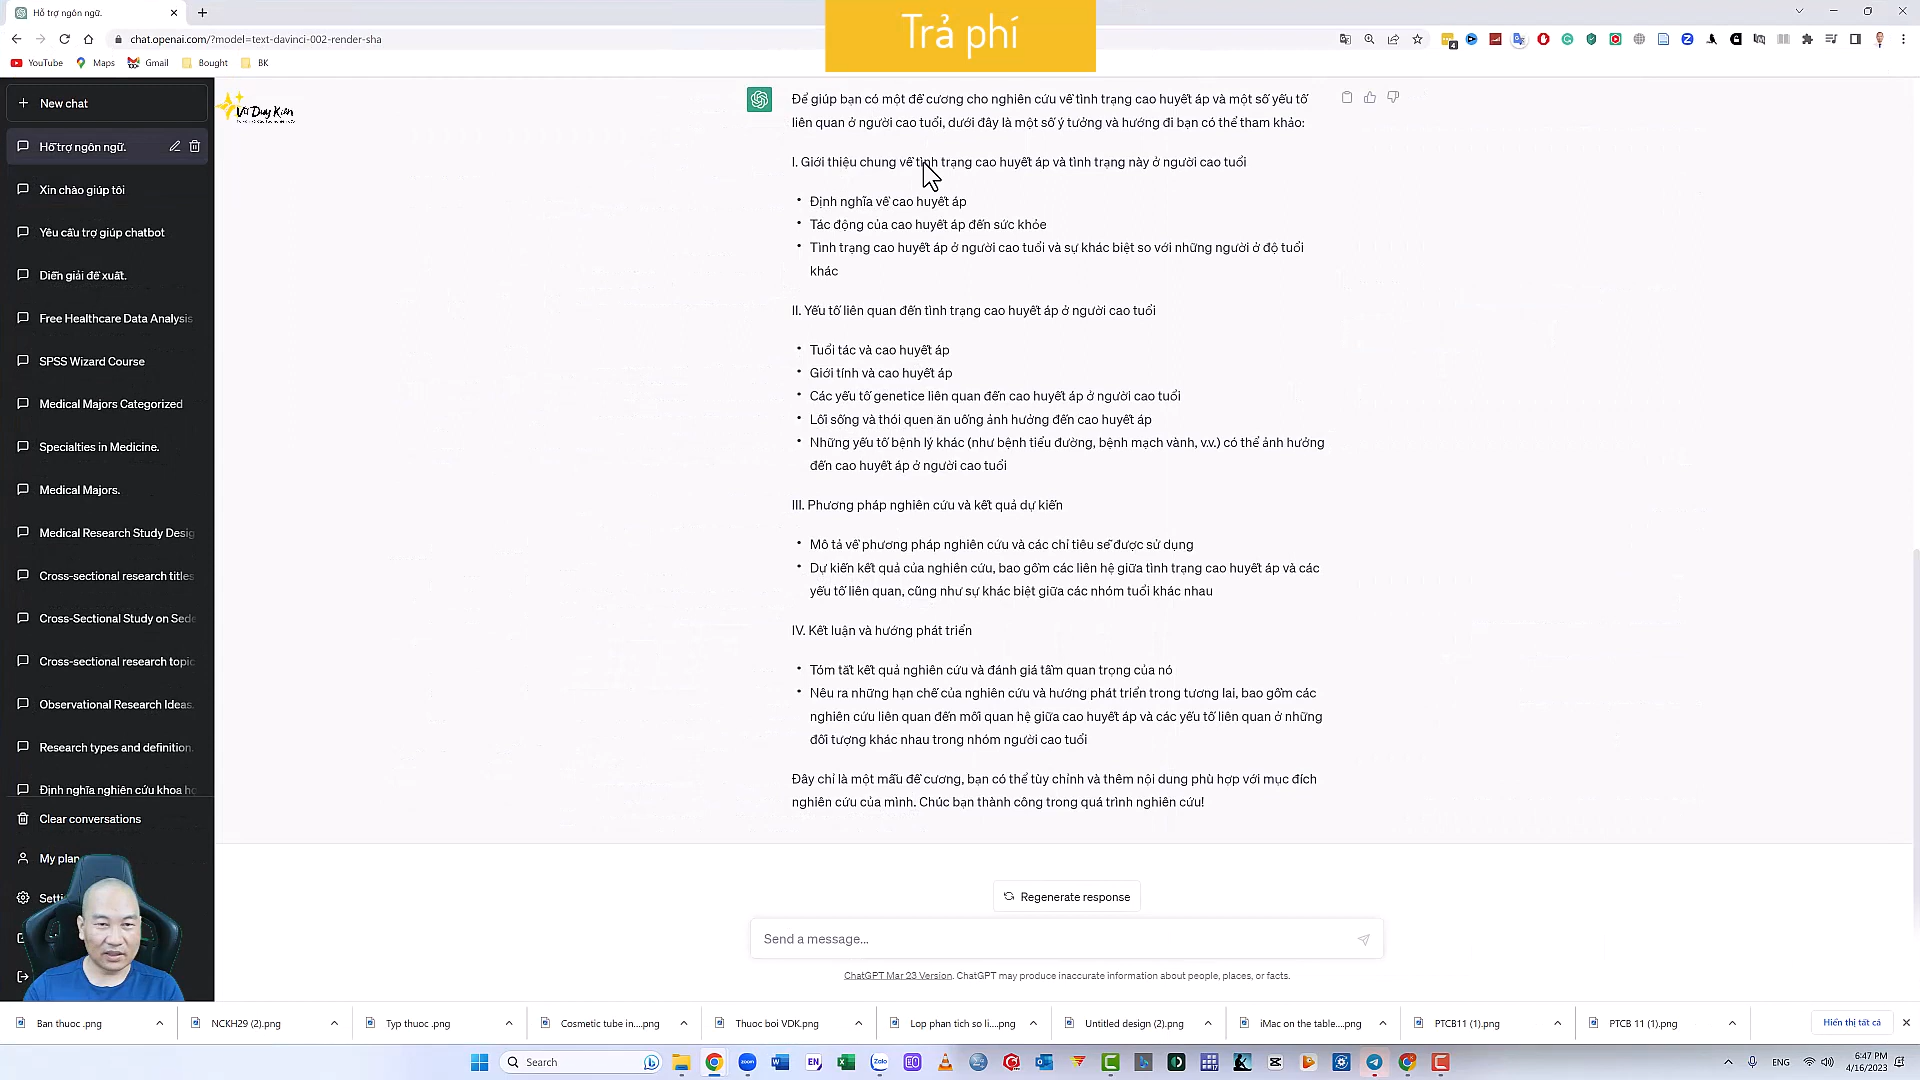 Hỗ trợ ngôn ngữ.
Trả phí
chat.openai.com/?model=text-davinci-002-render-sha
YouTube
Maps
Gmail
Bought
BK
New chat
Vũ Duy Kiên
Hỗ trợ ngôn ngữ.
Xin chào giúp tôi
Yêu cầu trợ giúp chatbot
Diễn giải đề xuất.
Free Healthcare Data Analysis
SPSS Wizard Course
Medical Majors Categorized
Specialties in Medicine.
Medical Majors.
Medical Research Study Desig
Cross-sectional research titles
Cross-Sectional Study on Sede
Cross-sectional research topic
Observational Research Ideas.
Research types and definition.
Định nghĩa nghiên cứu khoa họ
Clear conversations
My plan
Setti
Để giúp bạn có một đề cương cho nghiên cứu về tình trạng cao huyết áp và một số yếu tố
liên quan ở người cao tuổi, dưới đây là một số ý tưởng và hướng đi bạn có thể tham khảo:
I. Giới thiệu chung về tình trạng cao huyết áp và tình trạng này ở người cao tuổi
• Định nghĩa về cao huyết áp
• Tác động của cao huyết áp đến sức khỏe
• Tình trạng cao huyết áp ở người cao tuổi và sự khác biệt so với những người ở độ tuổi
khác
II. Yếu tố liên quan đến tình trạng cao huyết áp ở người cao tuổi
• Tuổi tác và cao huyết áp
• Giới tính và cao huyết áp
• Các yếu tố genetice liên quan đến cao huyết áp ở người cao tuổi
• Lối sống và thói quen ăn uống ảnh hưởng đến cao huyết áp
• Những yếu tố bệnh lý khác (như bệnh tiểu đường, bệnh mạch vành, v.v.) có thể ảnh hưởng
đến cao huyết áp ở người cao tuổi
III. Phương pháp nghiên cứu và kết quả dự kiến
• Mô tả về phương pháp nghiên cứu và các chỉ tiêu sẽ được sử dụng
• Dự kiến kết quả của nghiên cứu, bao gồm các liên hệ giữa tình trạng cao huyết áp và các
yếu tố liên quan, cũng như sự khác biệt giữa các nhóm tuổi khác nhau
IV. Kết luận và hướng phát triển
• Tóm tắt kết quả nghiên cứu và đánh giá tầm quan trọng của nó
• Nêu ra những hạn chế của nghiên cứu và hướng phát triển trong tương lai, bao gồm các
nghiên cứu liên quan đến mối quan hệ giữa cao huyết áp và các yếu tố liên quan ở những
đối tượng khác nhau trong nhóm người cao tuổi
Đây chỉ là một mẫu đề cương, bạn có thể tùy chỉnh và thêm nội dung phù hợp với mục đích
nghiên cứu của mình. Chúc bạn thành công trong quá trình nghiên cứu!
Regenerate response
Send a message...
ChatGPT Mar 23 Version. ChatGPT may produce inaccurate information about people, places, or facts.
Ban thuoc .png
NCKH29 (2).png
Typ thuoc .png
Cosmetic tube in....png
Thuoc boi VDK.png
Lop phan tich so li....png
Untitled design (2).png
iMac on the table....png
PTCB11 (1).png
PTCB 11 (1).png
Hiển thị tất cả
Search
ENG
6:47 PM
4/16/2023